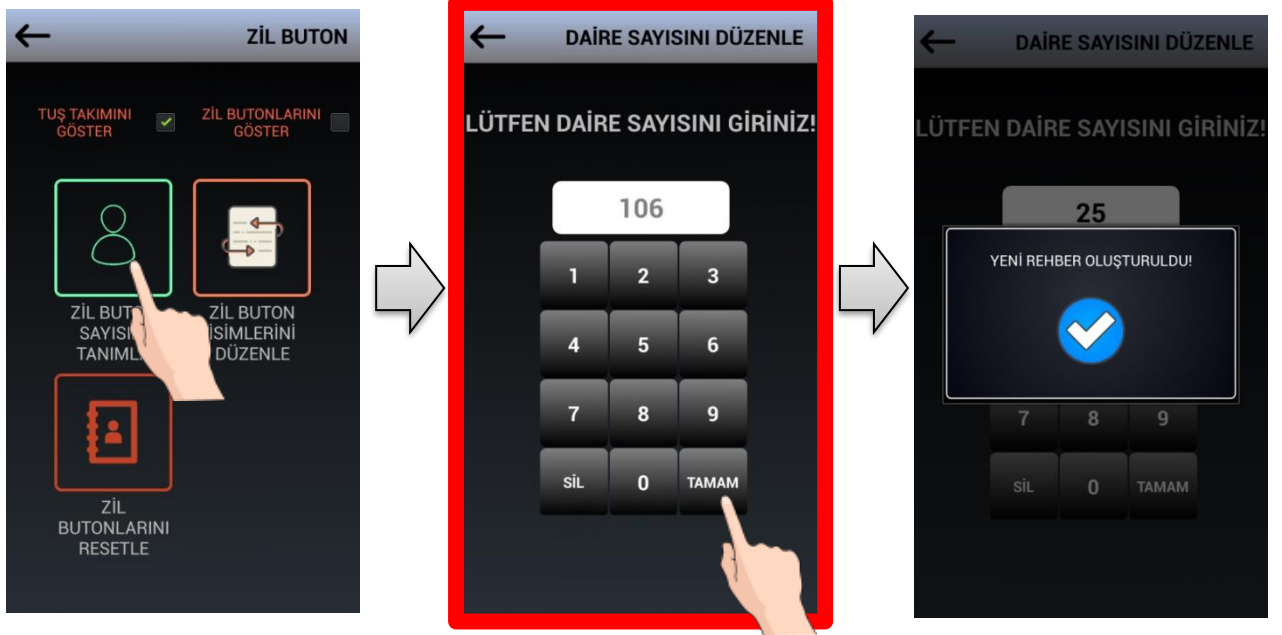 ZİL BUTON
TUŞ TAKIMINI
GÖSTER
ZİL BUTONLARINI
GÖSTER
ZİL
SAYISI
ZİL BUTON
İSİMLERİNİ
DÜZENLE
ZİL
BUTONLARINI
RESETLE
DAİRE SAYISINI DÜZENLE
LÜTFEN DAİRE SAYISINI GİRİNİZ!
106
1 2 3
4 5 6
7 8 9
SİL 0 TAMAM
DAİRE SAYISINI DÜZENLE
LÜTFEN DAİRE SAYISINI GİRİNİZ!
25
YENİ REHBER OLUŞTURULDU!
7 8 9
SİL 0 TAMAM